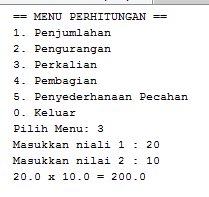 == MENU PERHITUNGAN ==
1. Penjumlahan
2. Pengurangan
3. Perkalian
4. Pembagian
5. Penyederhanaan Pecahan
0. Keluar
Pilih Menu: 3
Masukkan niali 1 : 20
Masukkan nilai 2 : 10
20.0 x 10.0 = 200.0